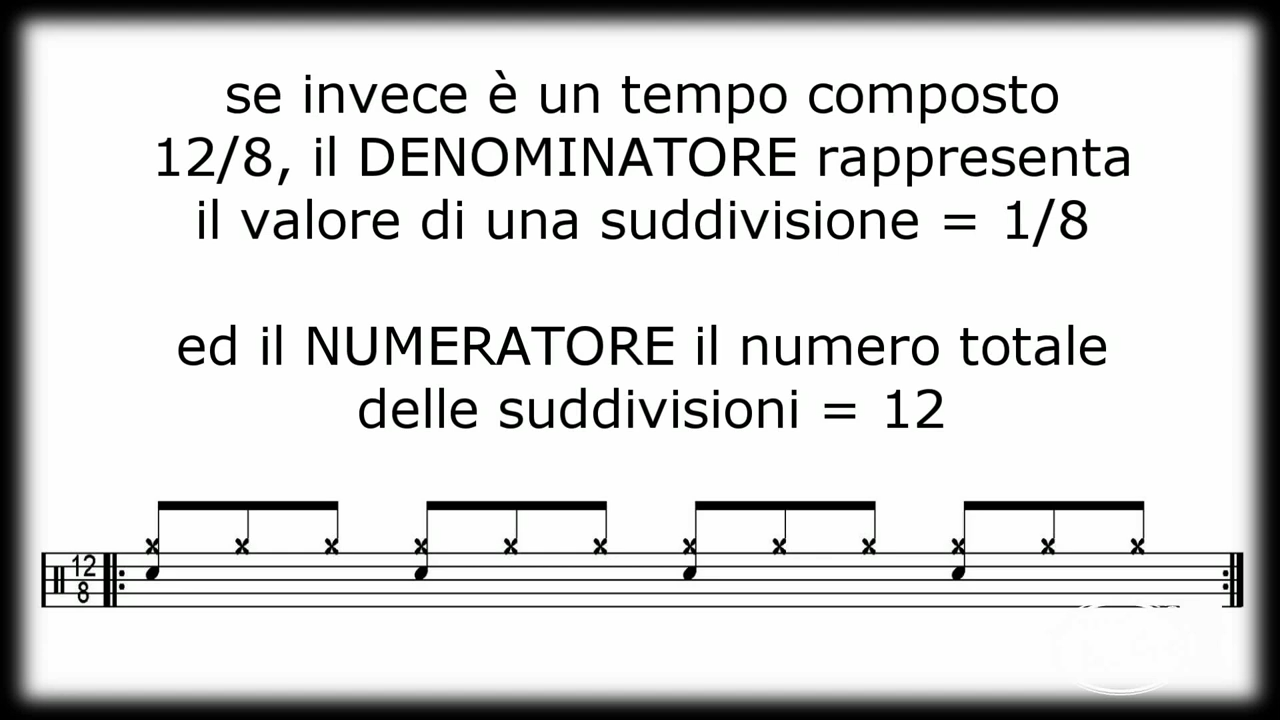 se invece è un tempo composto
12/8, il DENOMINATORE rappresenta
il valore di una suddivisione = 1/8
ed il NUMERATORE il numero totale
delle suddivisioni = 12
12
8